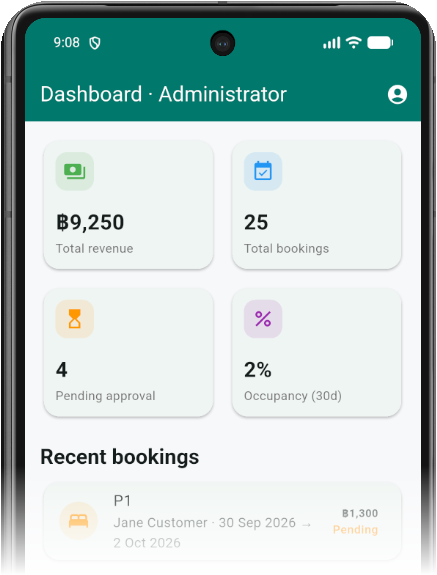 9:08
Dashboard · Administrator
฿9,250
Total revenue
25
Total bookings
4
Pending approval
2%
Occupancy (30d)
Recent bookings
P1
฿1,300
Jane Customer · 30 Sep 2026 →
Pending
2 Oct 2026